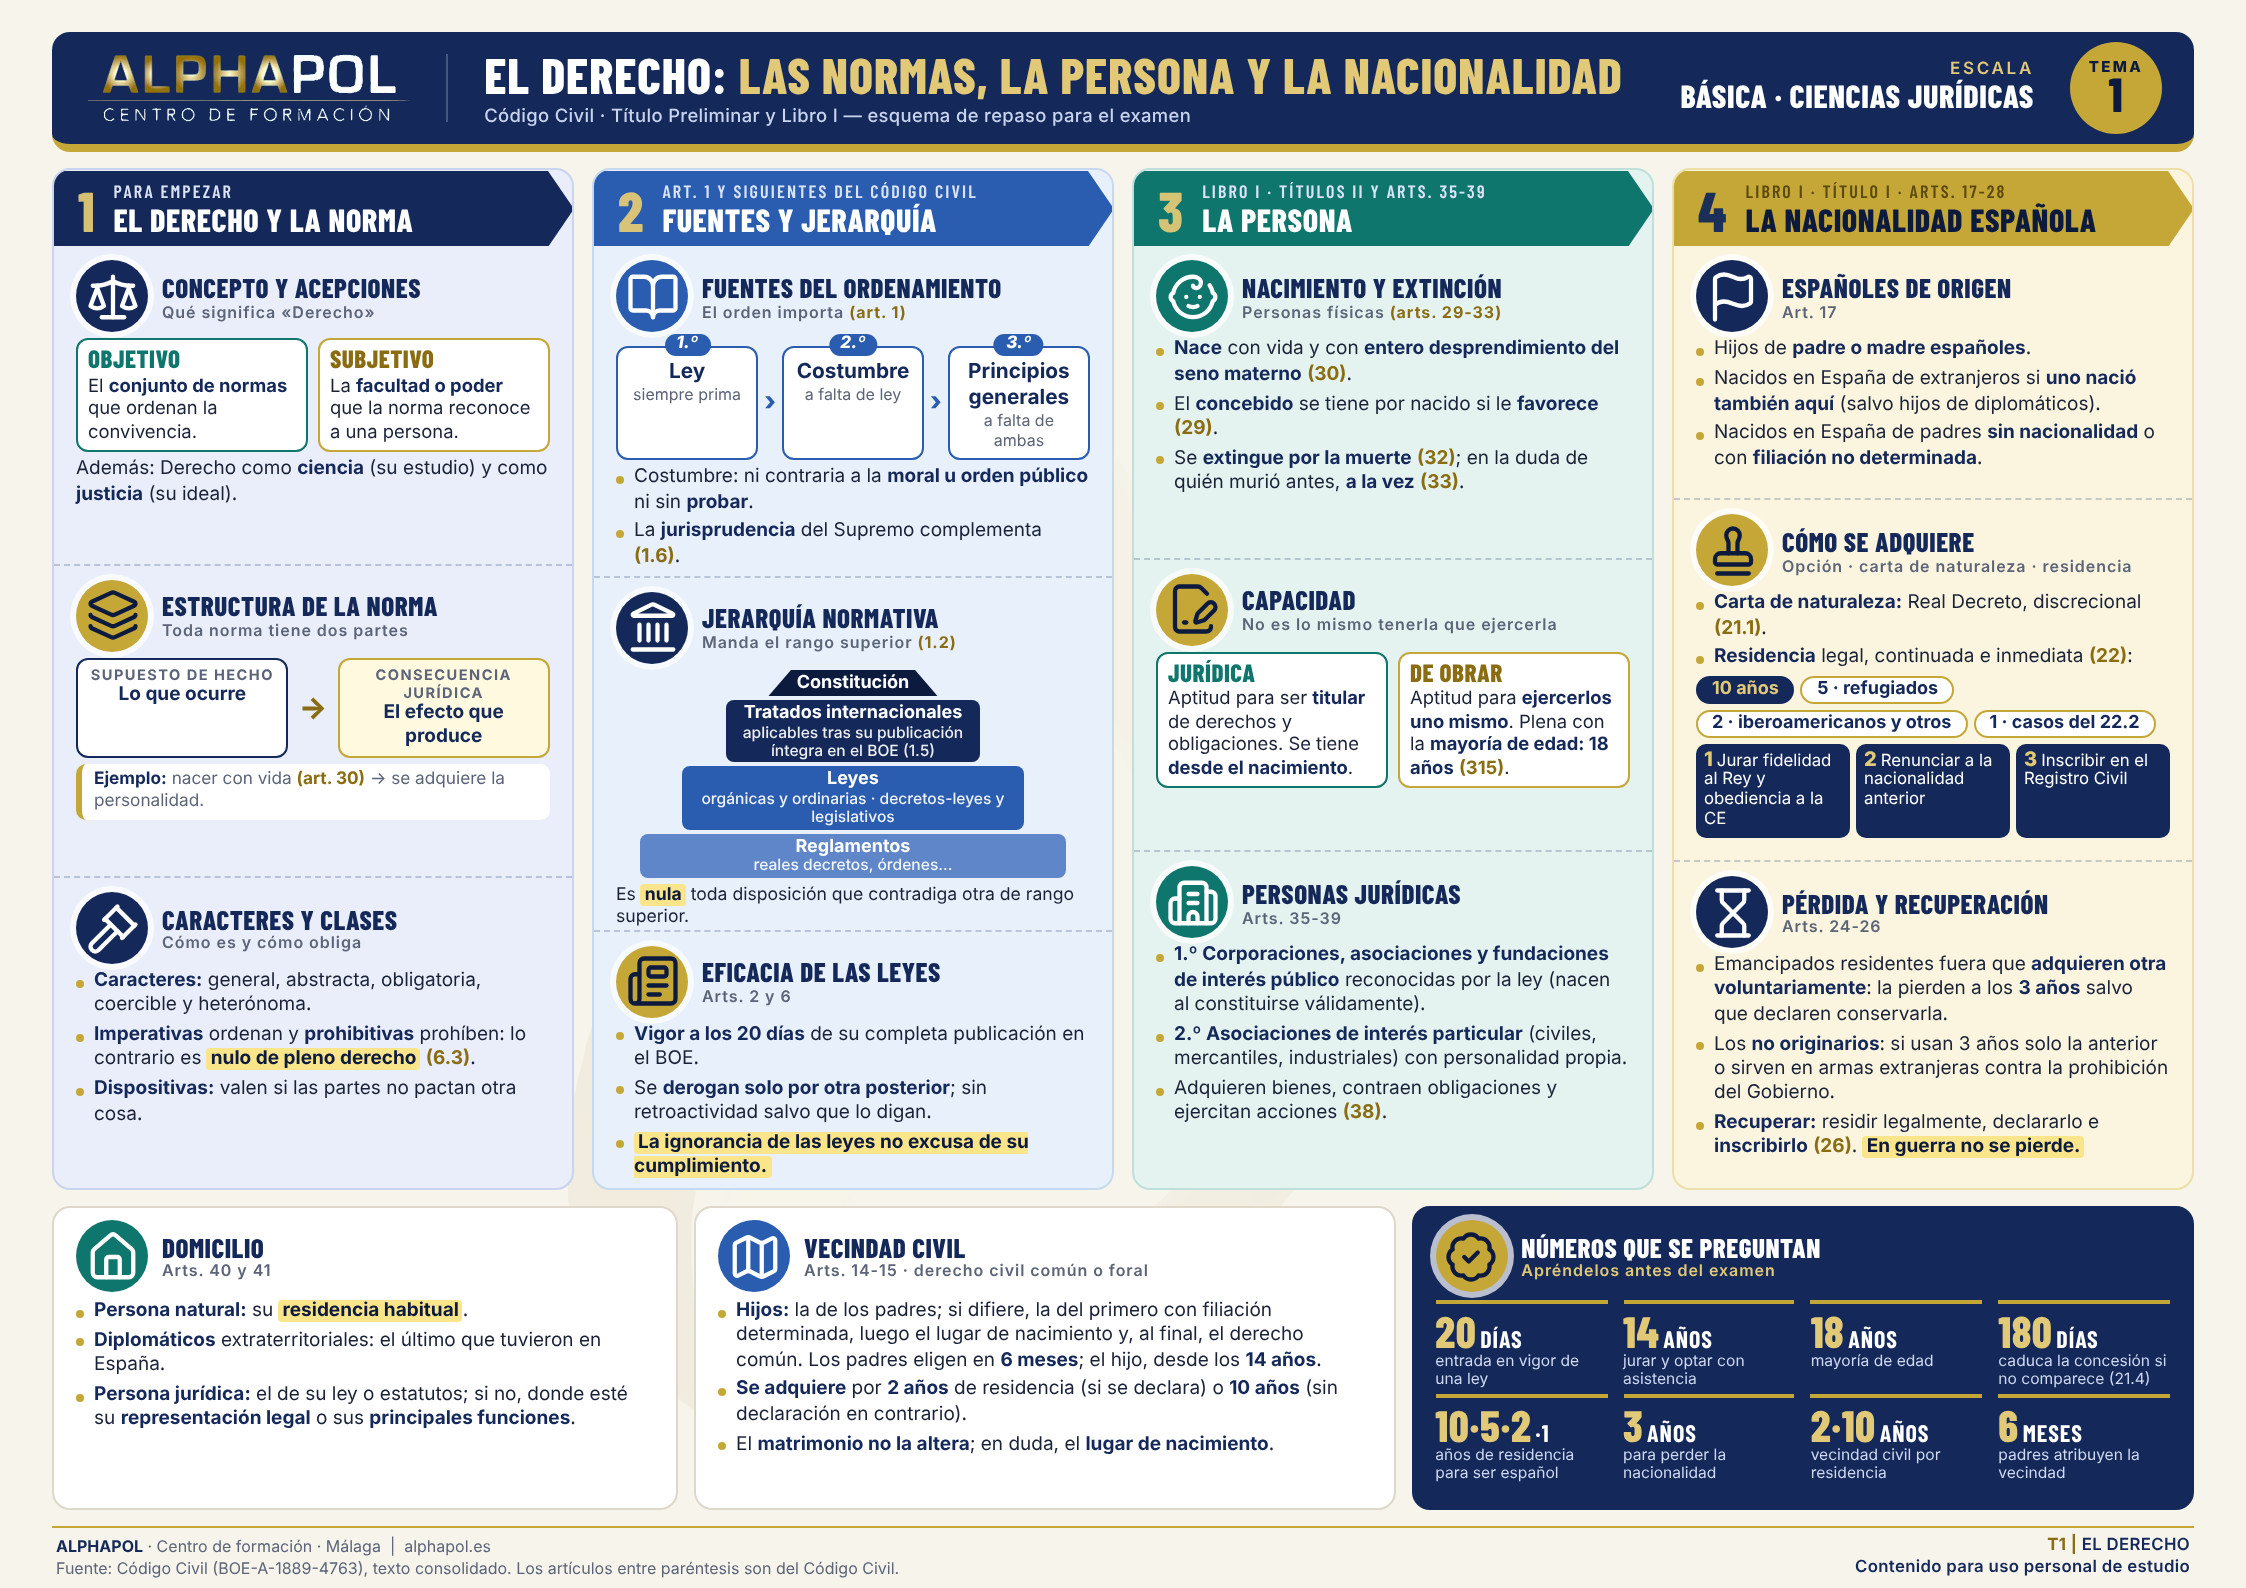 ALPHAPOL
CENTRO DE FORMACIÓN
EL DERECHO: LAS NORMAS, LA PERSONA Y LA NACIONALIDAD
Código Civil · Título Preliminar y Libro I — esquema de repaso para el examen
ESCALA
BÁSICA · CIENCIAS JURÍDICAS
TEMA
1
1
PARA EMPEZAR
EL DERECHO Y LA NORMA
CONCEPTO Y ACEPCIONES
Qué significa «Derecho»
OBJETIVO
El conjunto de normas
que ordenan la
convivencia.
SUBJETIVO
La facultad o poder
que la norma reconoce
a una persona.
Además: Derecho como ciencia (su estudio) y como
justicia (su ideal).
ESTRUCTURA DE LA NORMA
Toda norma tiene dos partes
SUPUESTO DE HECHO
Lo que ocurre
→
CONSECUENCIA
JURÍDICA
El efecto que
produce
Ejemplo: nacer con vida (art. 30) → se adquiere la
personalidad.
CARACTERES Y CLASES
Cómo es y cómo obliga
Caracteres: general, abstracta, obligatoria,
coercible y heterónoma.
Imperativas ordenan y prohibitivas prohíben: lo
contrario es nulo de pleno derecho (6.3).
Dispositivas: valen si las partes no pactan otra
cosa.
2
ART. 1 Y SIGUIENTES DEL CÓDIGO CIVIL
FUENTES Y JERARQUÍA
FUENTES DEL ORDENAMIENTO
El orden importa (art. 1)
1.º
Ley
siempre prima
›
2.º
Costumbre
a falta de ley
›
3.º
Principios
generales
a falta de
ambas
Costumbre: ni contraria a la moral u orden público
ni sin probar.
La jurisprudencia del Supremo complementa
(1.6).
JERARQUÍA NORMATIVA
Manda el rango superior (1.2)
Constitución
Tratados internacionales
aplicables tras su publicación
íntegra en el BOE (1.5)
Leyes
orgánicas y ordinarias · decretos-leyes y
legislativos
Reglamentos
reales decretos, órdenes...
Es nula toda disposición que contradiga otra de rango
superior.
EFICACIA DE LAS LEYES
Arts. 2 y 6
Vigor a los 20 días de su completa publicación en
el BOE.
Se derogan solo por otra posterior; sin
retroactividad salvo que lo digan.
La ignorancia de las leyes no excusa de su
cumplimiento.
3
LIBRO I · TÍTULOS II Y ARTS. 35-39
LA PERSONA
NACIMIENTO Y EXTINCIÓN
Personas físicas (arts. 29-33)
Nace con vida y con entero desprendimiento del
seno materno (30).
El concebido se tiene por nacido si le favorece
(29).
Se extingue por la muerte (32); en la duda de
quién murió antes, a la vez (33).
CAPACIDAD
No es lo mismo tenerla que ejercerla
JURÍDICA
Aptitud para ser titular
de derechos y
obligaciones. Se tiene
desde el nacimiento.
DE OBRAR
Aptitud para ejercerlos
uno mismo. Plena con
la mayoría de edad: 18
años (315).
PERSONAS JURÍDICAS
Arts. 35-39
1.º Corporaciones, asociaciones y fundaciones
de interés público reconocidas por la ley (nacen
al constituirse válidamente).
2.º Asociaciones de interés particular (civiles,
mercantiles, industriales) con personalidad propia.
Adquieren bienes, contraen obligaciones y
ejercitan acciones (38).
4
LIBRO I · TÍTULO I · ARTS. 17-28
LA NACIONALIDAD ESPAÑOLA
ESPAÑOLES DE ORIGEN
Art. 17
Hijos de padre o madre españoles.
Nacidos en España de extranjeros si uno nació
también aquí (salvo hijos de diplomáticos).
Nacidos en España de padres sin nacionalidad o
con filiación no determinada.
CÓMO SE ADQUIERE
Opción · carta de naturaleza · residencia
Carta de naturaleza: Real Decreto, discrecional
(21.1).
Residencia legal, continuada e inmediata (22):
10 años
5 · refugiados
2 · iberoamericanos y otros
1 · casos del 22.2
1 Jurar fidelidad
al Rey y
obediencia a la
CE
2 Renunciar a la
nacionalidad
anterior
3 Inscribir en el
Registro Civil
PÉRDIDA Y RECUPERACIÓN
Arts. 24-26
Emancipados residentes fuera que adquieren otra
voluntariamente: la pierden a los 3 años salvo
que declaren conservarla.
Los no originarios: si usan 3 años solo la anterior
o sirven en armas extranjeras contra la prohibición
del Gobierno.
Recuperar: residir legalmente, declararlo e
inscribirlo (26). En guerra no se pierde.
DOMICILIO
Arts. 40 y 41
Persona natural: su residencia habitual.
Diplomáticos extraterritoriales: el último que tuvieron en
España.
Persona jurídica: el de su ley o estatutos; si no, donde esté
su representación legal o sus principales funciones.
VECINDAD CIVIL
Arts. 14-15 · derecho civil común o foral
Hijos: la de los padres; si difiere, la del primero con filiación
determinada, luego el lugar de nacimiento y, al final, el derecho
común. Los padres eligen en 6 meses; el hijo, desde los 14 años.
Se adquiere por 2 años de residencia (si se declara) o 10 años (sin
declaración en contrario).
El matrimonio no la altera; en duda, el lugar de nacimiento.
NÚMEROS QUE SE PREGUNTAN
Apréndelos antes del examen
20 DÍAS
entrada en vigor de
una ley
14 AÑOS
jurar y optar con
asistencia
18 AÑOS
mayoría de edad
180 DÍAS
caduca la concesión si
no comparece (21.4)
10·5·2 ·1
años de residencia
para ser español
3 AÑOS
para perder la
nacionalidad
2·10 AÑOS
vecindad civil por
residencia
6 MESES
padres atribuyen la
vecindad
ALPHAPOL · Centro de formación · Málaga | alphapol.es
Fuente: Código Civil (BOE-A-1889-4763), texto consolidado. Los artículos entre paréntesis son del Código Civil.
T1 | EL DERECHO
Contenido para uso personal de estudio